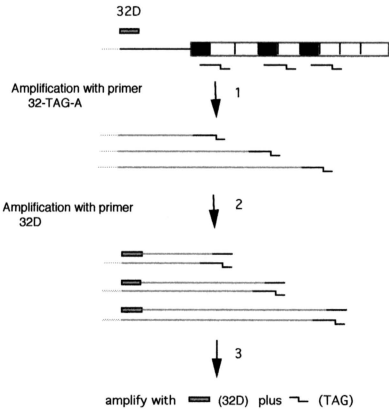 32D
Amplification with primer
32-TAG-A
1
Amplification with primer
32D
2
3
amplify with (32D) plus (TAG)